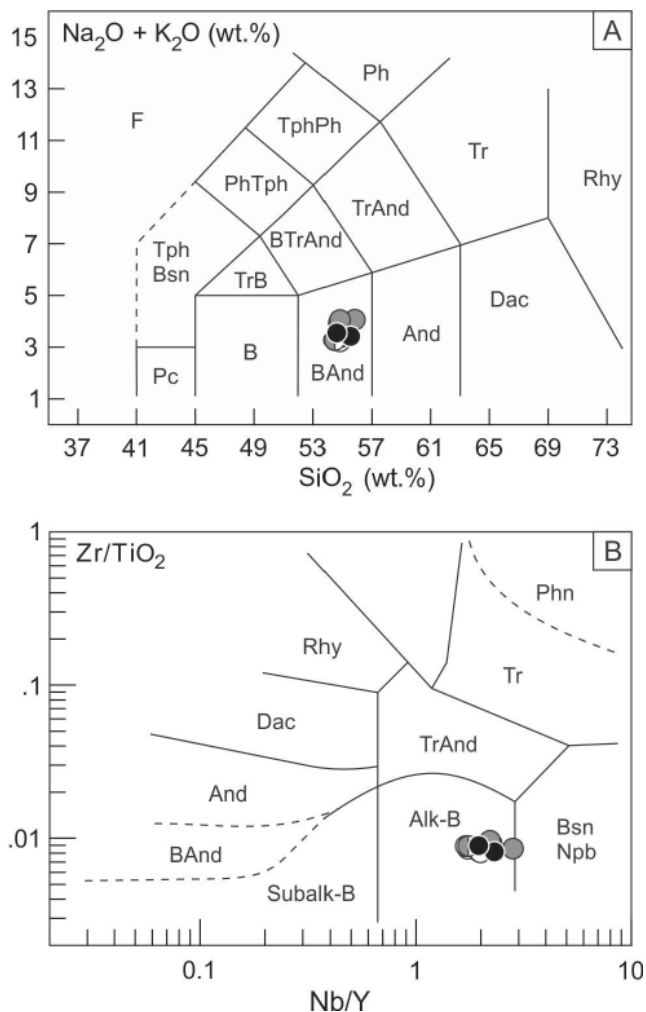 Na₂O + K₂O (wt.%)
A
15
13
11
9
7
5
3
1
F
Ph
TphPh
PhTph
Tr
Rhy
TrAnd
BTrAnd
Tph
Bsn
TrB
Dac
And
B
BAnd
Pc
37 41 45 49 53 57 61 65 69 73
SiO₂ (wt.%)
1
Zr/TiO₂
B
Phn
Rhy
Tr
.1
Dac
TrAnd
And
Alk-B
Bsn
Npb
.01
BAnd
Subalk-B
0.1 1 10
Nb/Y